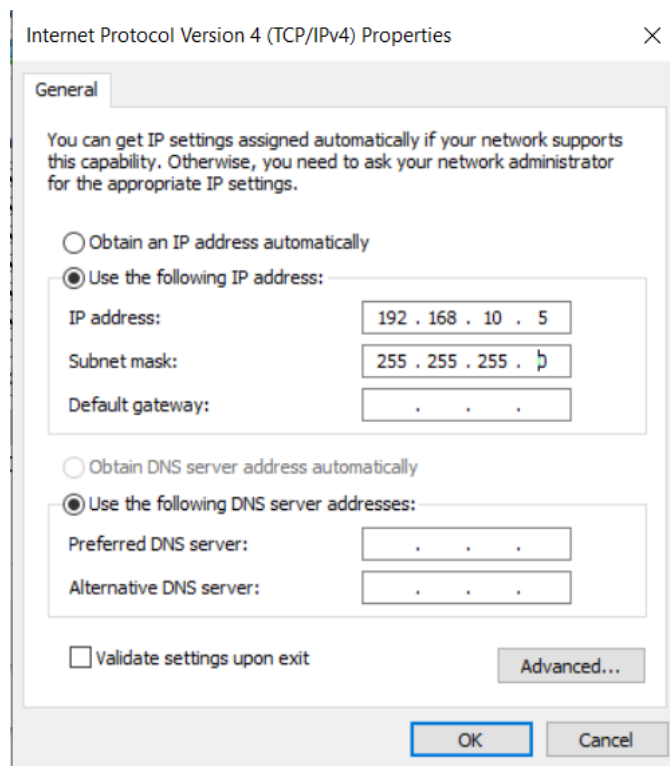 Internet Protocol Version 4 (TCP/IPv4) Properties
General
You can get IP settings assigned automatically if your network supports
this capability. Otherwise, you need to ask your network administrator
for the appropriate IP settings.
Obtain an IP address automatically
Use the following IP address:
IP address: 192 . 168 . 10 . 5
Subnet mask: 255 . 255 . 255 . 0
Default gateway: . . .
Obtain DNS server address automatically
Use the following DNS server addresses:
Preferred DNS server: . . .
Alternative DNS server: . . .
Validate settings upon exit
Advanced...
OK Cancel